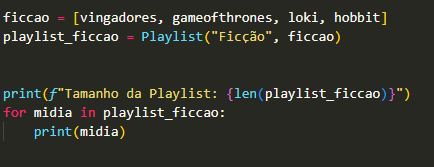 ficcao = [vingadores, gameofthrones, loki, hobbit]
playlist_ficcao = Playlist("Ficção", ficcao)
print(f"Tamanho da Playlist: {len(playlist_ficcao)}")
for midia in playlist_ficcao:
    print(midia)